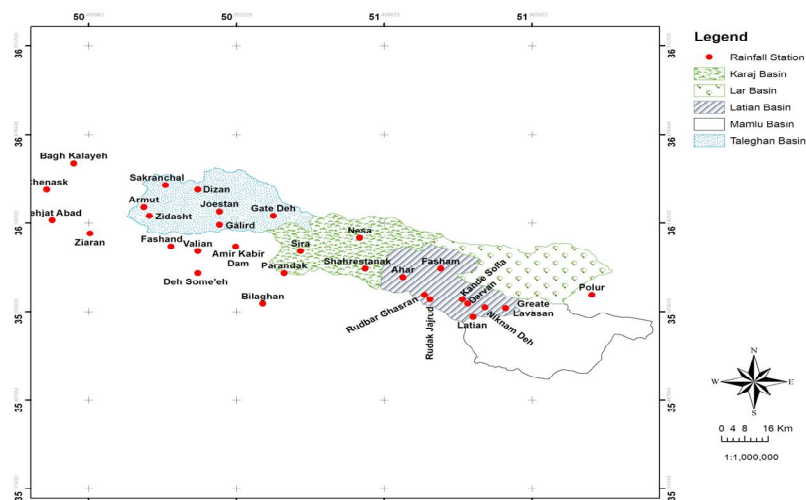 50
50
51
51
36
36
36
36
35
35
35
35
Bagh Kalayeh
Chenask
Sakranchal
Dizan
Armut
Zidasht
Joestan
Gate Deh
Galird
Ziaran
Fashand
Valian
Amir Kabir
Dam
Deh Some'eh
Bilaghan
Sira
Parandak
Nesa
Shahrestanak
Ahar
Fasham
Rudbar Ghasran
Rudak Jajrud
Darvan
Latian
Niknam Deh
Greate
Lavasan
Polur
Legend
Rainfall Station
Karaj Basin
Lar Basin
Latian Basin
Mamlu Basin
Taleghan Basin
N
W
E
S
0 4 8 16 Km
1:1,000,000